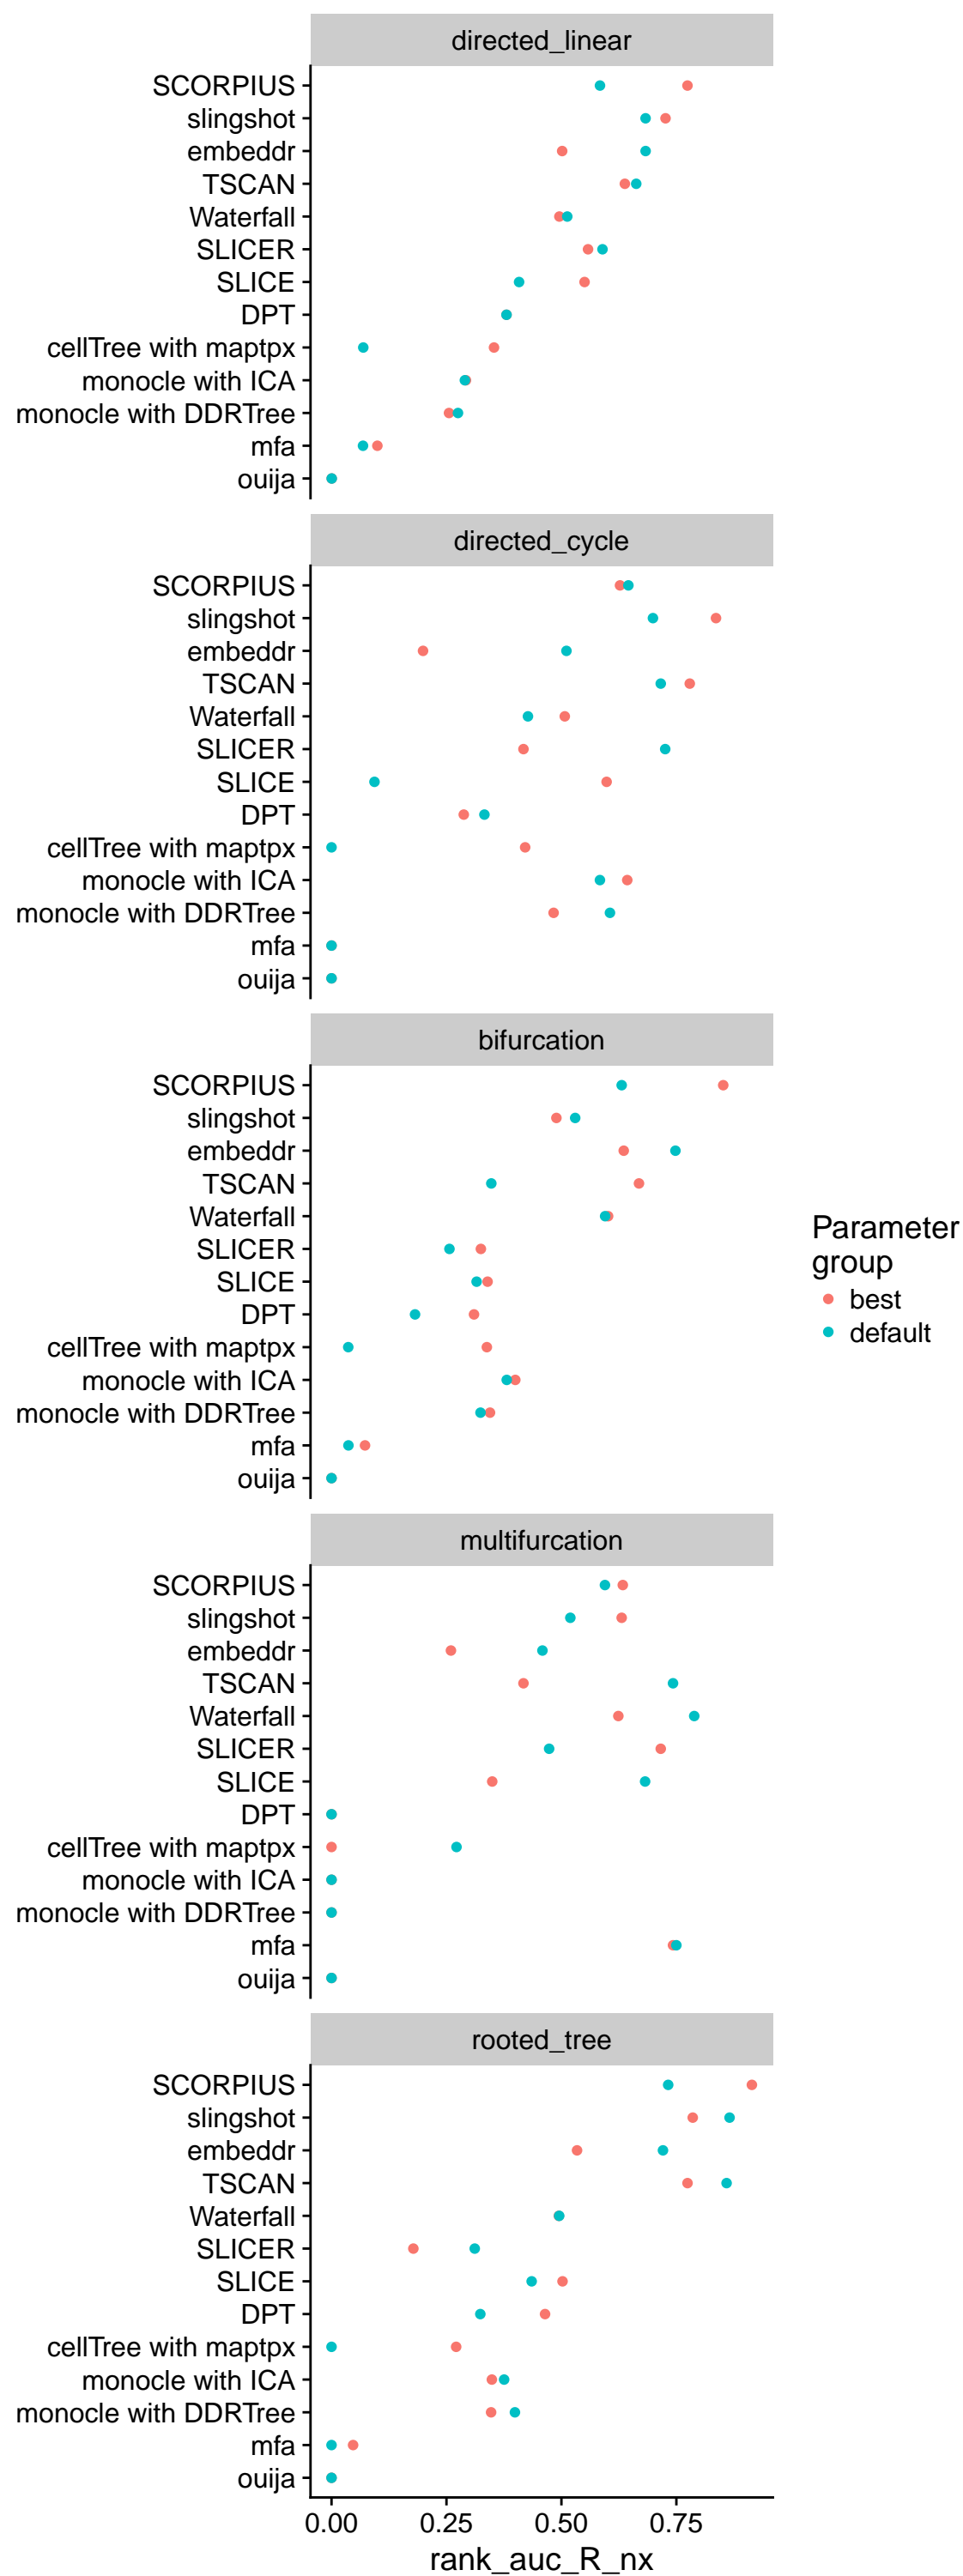 directed_linear
SCORPIUS
slingshot
embeddr
TSCAN
Waterfall
SLICER
SLICE
DPT
cellTree with maptpx
monocle with ICA
monocle with DDRTree
mfa
ouija
directed_cycle
SCORPIUS
slingshot
embeddr
TSCAN
Waterfall
SLICER
SLICE
DPT
cellTree with maptpx
monocle with ICA
monocle with DDRTree
mfa
ouija
bifurcation
SCORPIUS
slingshot
embeddr
TSCAN
Waterfall
SLICER
SLICE
DPT
cellTree with maptpx
monocle with ICA
monocle with DDRTree
mfa
ouija
Parameter
group
best
default
multifurcation
SCORPIUS
slingshot
embeddr
TSCAN
Waterfall
SLICER
SLICE
DPT
cellTree with maptpx
monocle with ICA
monocle with DDRTree
mfa
ouija
rooted_tree
SCORPIUS
slingshot
embeddr
TSCAN
Waterfall
SLICER
SLICE
DPT
cellTree with maptpx
monocle with ICA
monocle with DDRTree
mfa
ouija
0.00 0.25 0.50 0.75
rank_auc_R_nx